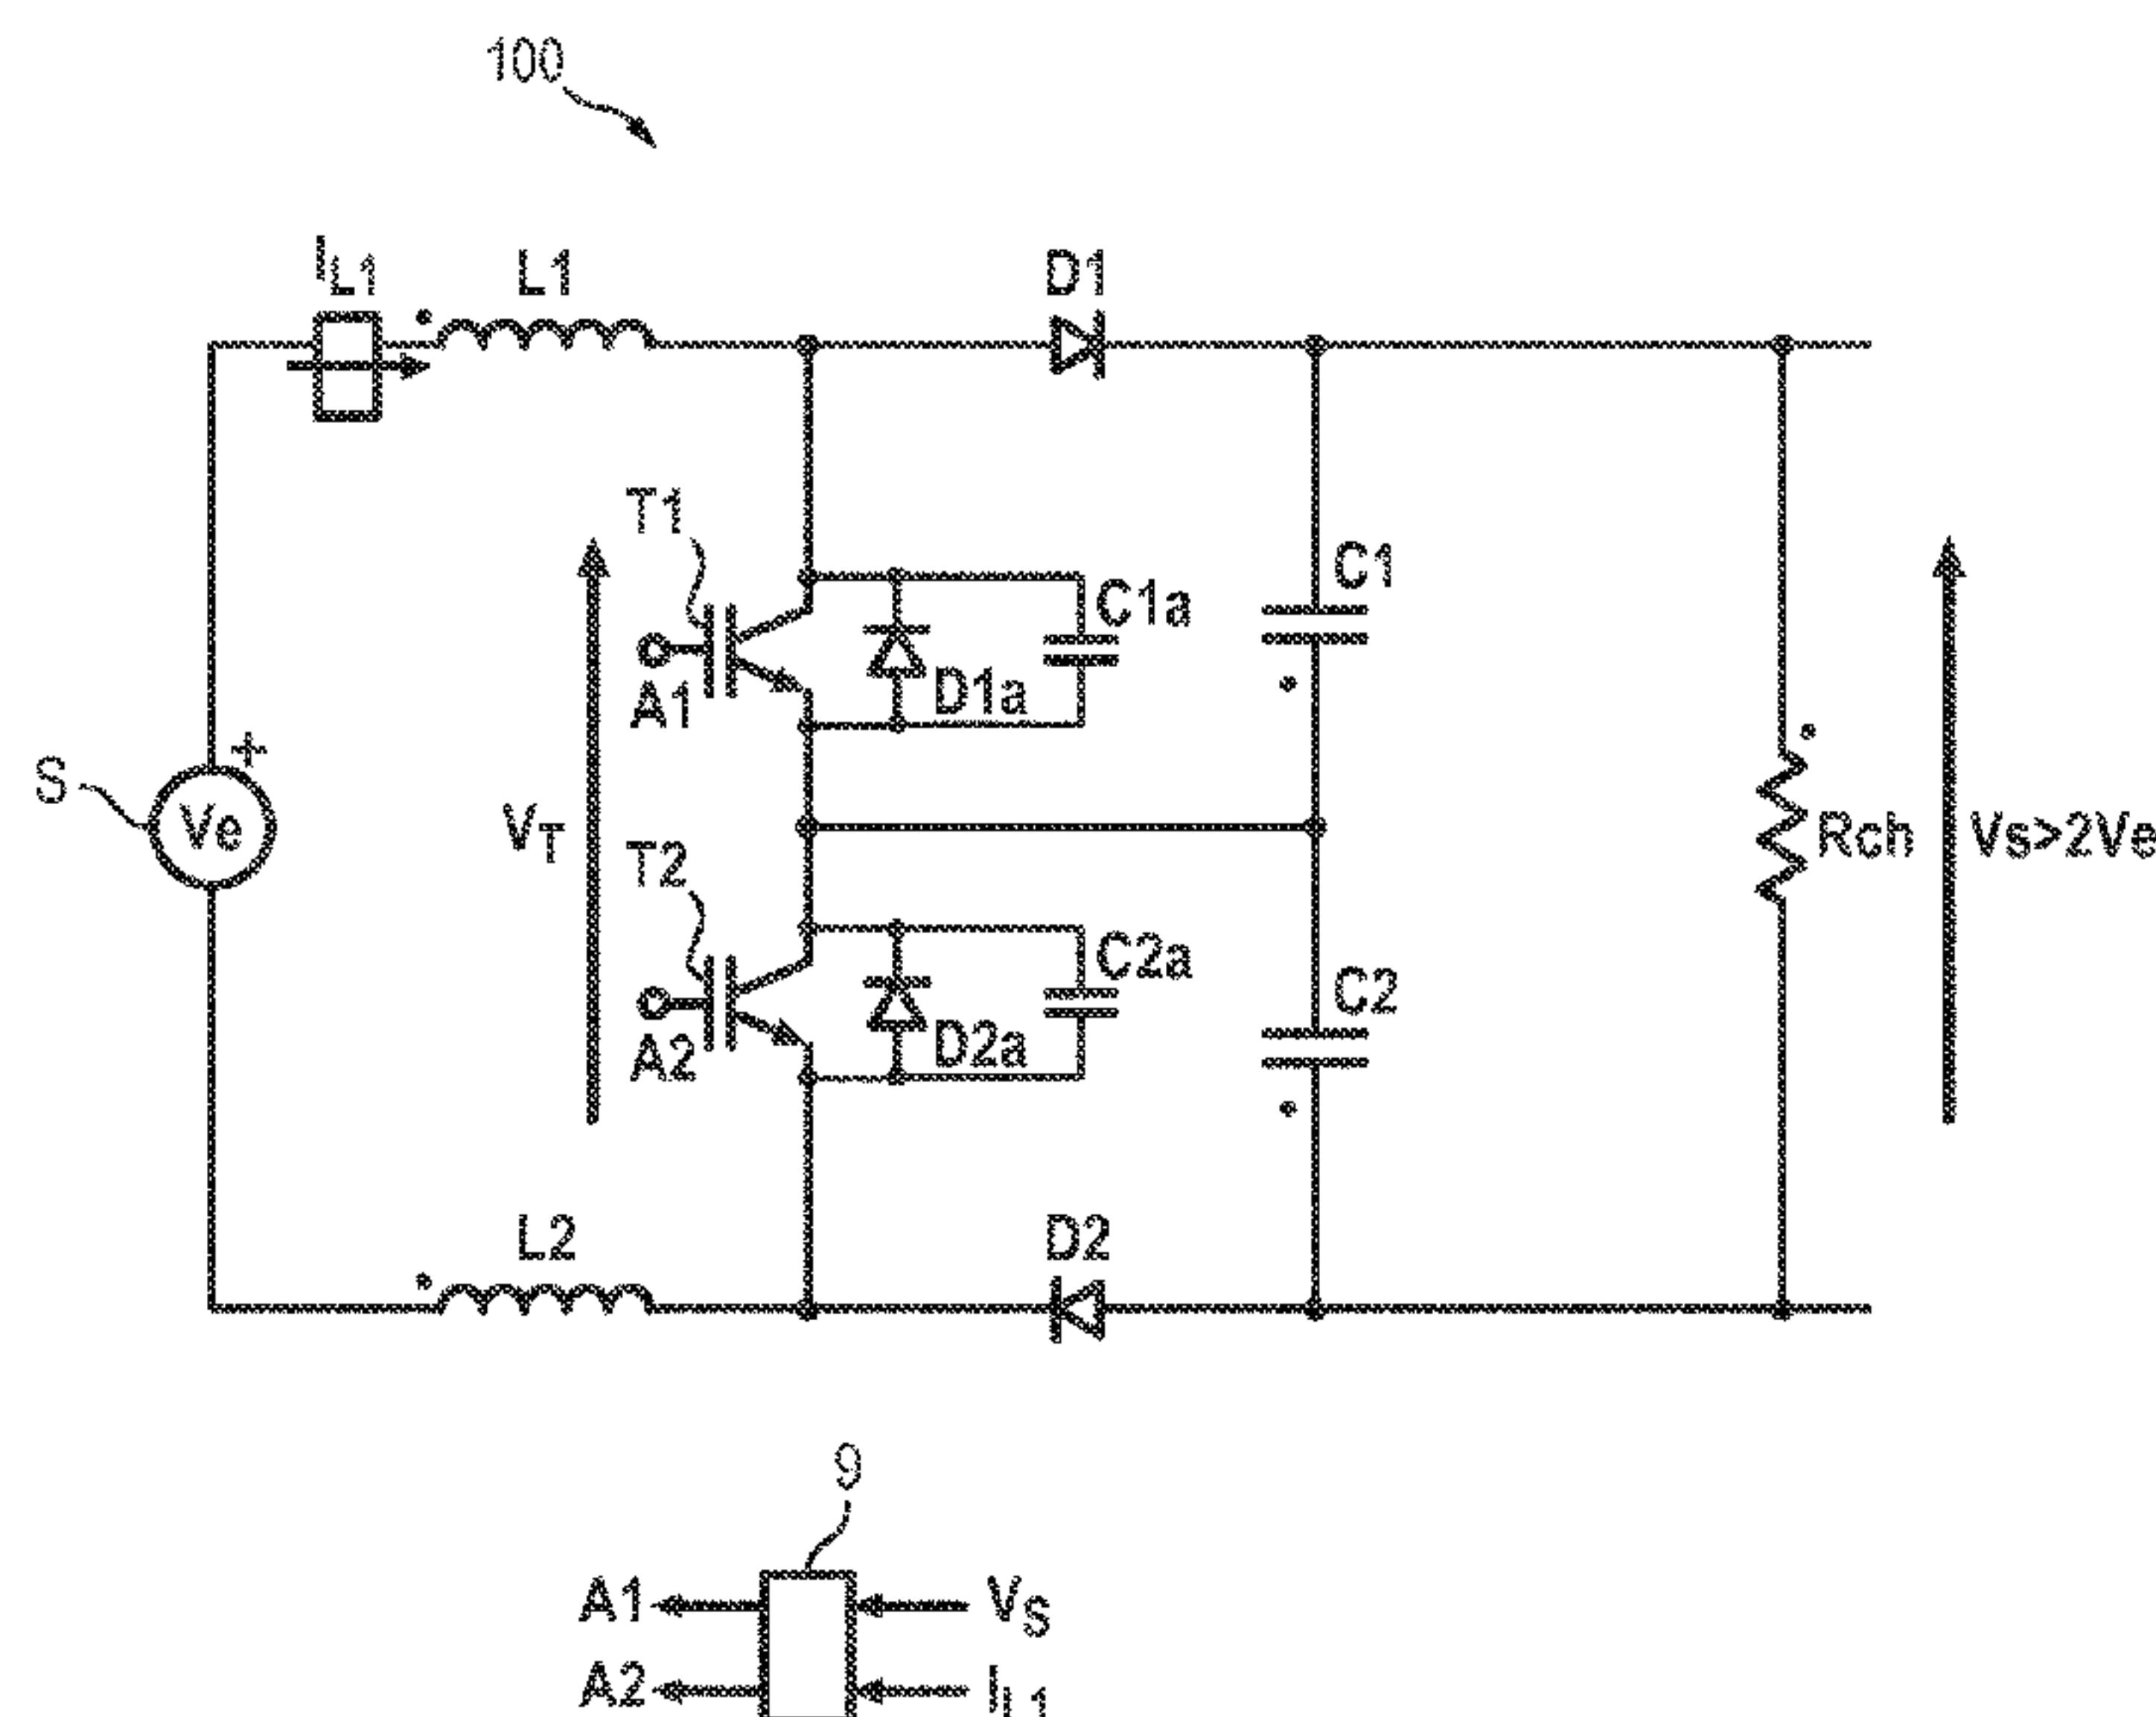 100
IL1
L1
D1
T1
C1
C1a
A1
D1a
S
+
Ve
VT
Rch
Vs>2Ve
T2
C2a
C2
A2
D2a
L2
D2
9
A1
VS
A2
IL1